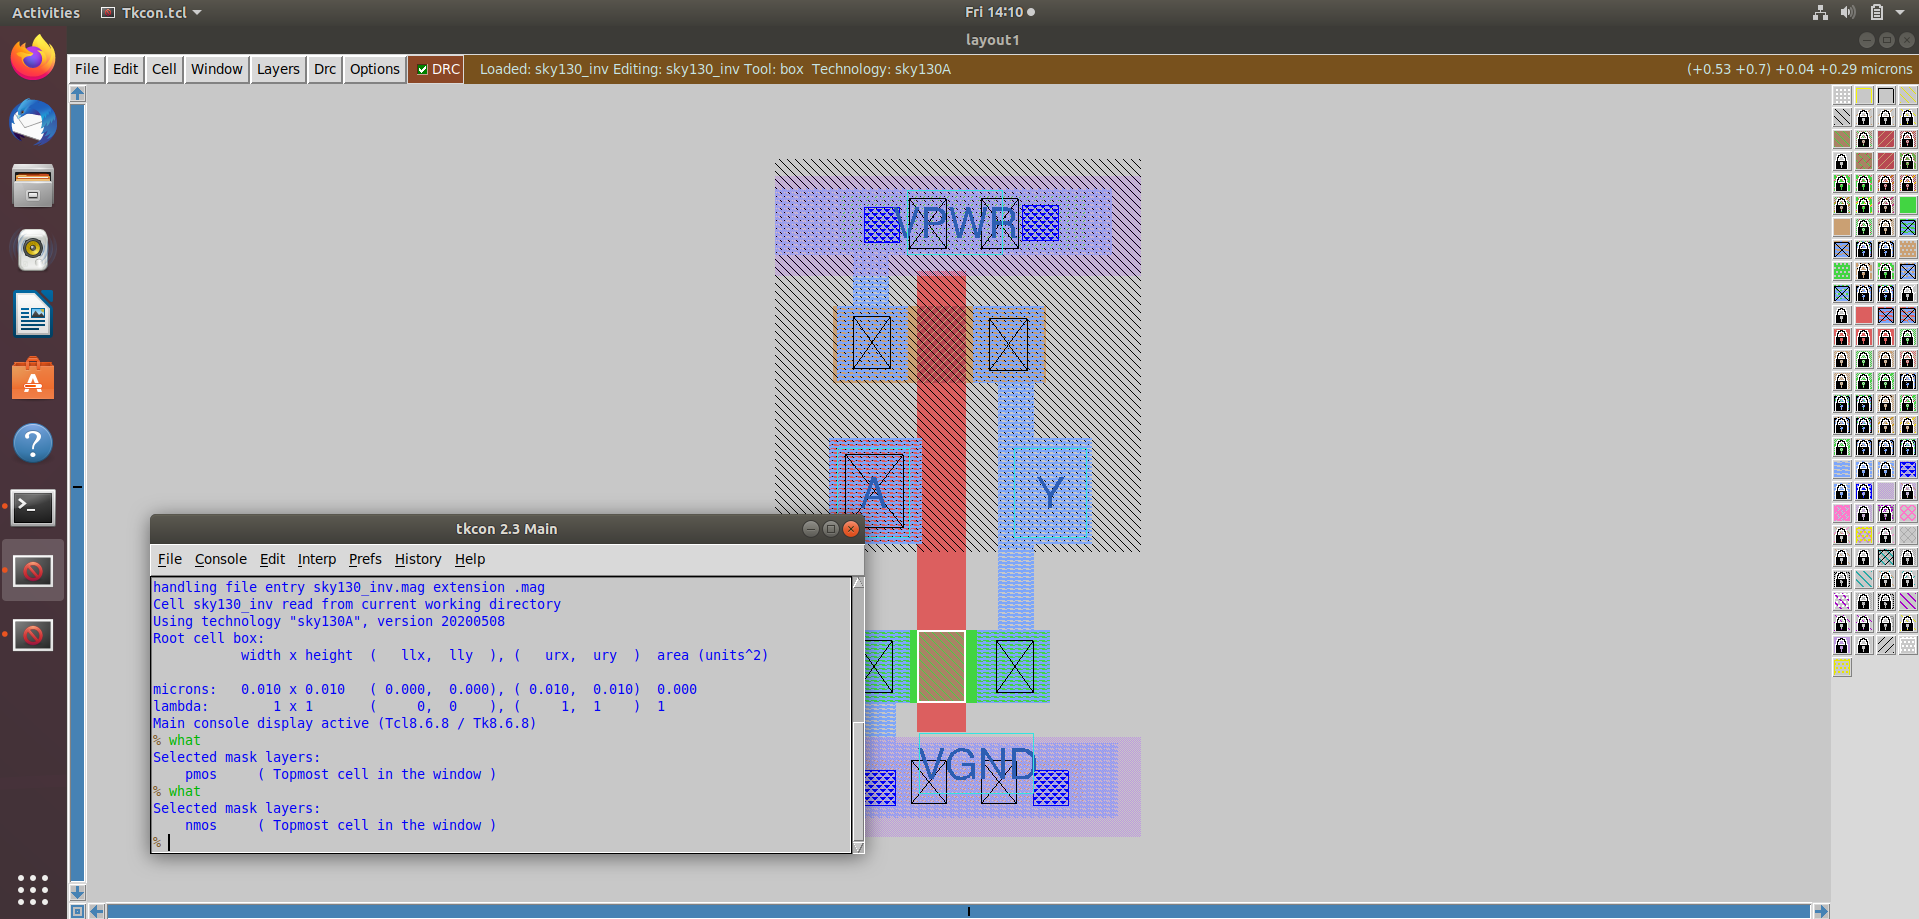 Activities
Tkcon.tcl
Fri 14:10
layout1
File Edit Cell Window Layers Drc Options DRC Loaded: sky130_inv Editing: sky130_inv Tool: box Technology: sky130A (+0.53 +0.7) +0.04 +0.29 microns
VPWR
A
Y
VGND
tkcon 2.3 Main
File Console Edit Interp Prefs History Help
handling file entry sky130_inv.mag extension .mag
Cell sky130_inv read from current working directory
Using technology "sky130A", version 20200508
Root cell box:
width x height ( llx, lly ), ( urx, ury ) area (units^2)
microns: 0.010 x 0.010 ( 0.000, 0.000), ( 0.010, 0.010) 0.000
lambda: 1 x 1 ( 0, 0 ), ( 1, 1 ) 1
Main console display active (Tcl8.6.8 / Tk8.6.8)
% what
Selected mask layers:
pmos ( Topmost cell in the window )
% what
Selected mask layers:
nmos ( Topmost cell in the window )
%